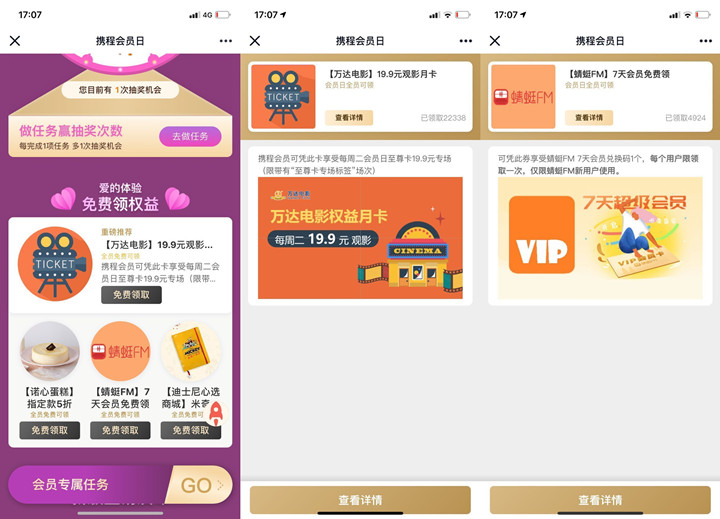 17:07
4G
携程会员日
您目前有 1次抽奖机会
做任务赢抽奖次数
每完成1项任务 多1次抽奖机会
去做任务
爱的体验
免费领权益
TICKET
重磅推荐
【万达电影】19.9元观影...
全员免费可领
携程会员可凭此卡享受每周二会
员日至尊卡19.9元专场（限带...
免费领取
蜻蜓FM
【诺心蛋糕】
指定款5折
全员免费可领
免费领取
【蜻蜓FM】7
天会员免费领
全员免费可领
免费领取
【迪士尼心选
商城】米奇
全员免费可
免费领取
会员专属任务
GO
17:07
携程会员日
TICKET
【万达电影】19.9元观影月卡
会员日全员可领
查看详情
已领取22338
携程会员可凭此卡享受每周二会员日至尊卡19.9元专场
（限带有“至尊卡专场标签”场次）
万达电影
万达电影权益月卡
每周二 19.9 元 观影
CINEMA
查看详情
17:07
携程会员日
蜻蜓FM
【蜻蜓FM】7天会员免费领
会员日全员可领
查看详情
已领取4924
可凭此券享受蜻蜓FM 7天会员兑换码1个，每个用户限领
取一次，仅限蜻蜓FM新用户使用。
7天超级会员
VIP
查看详情